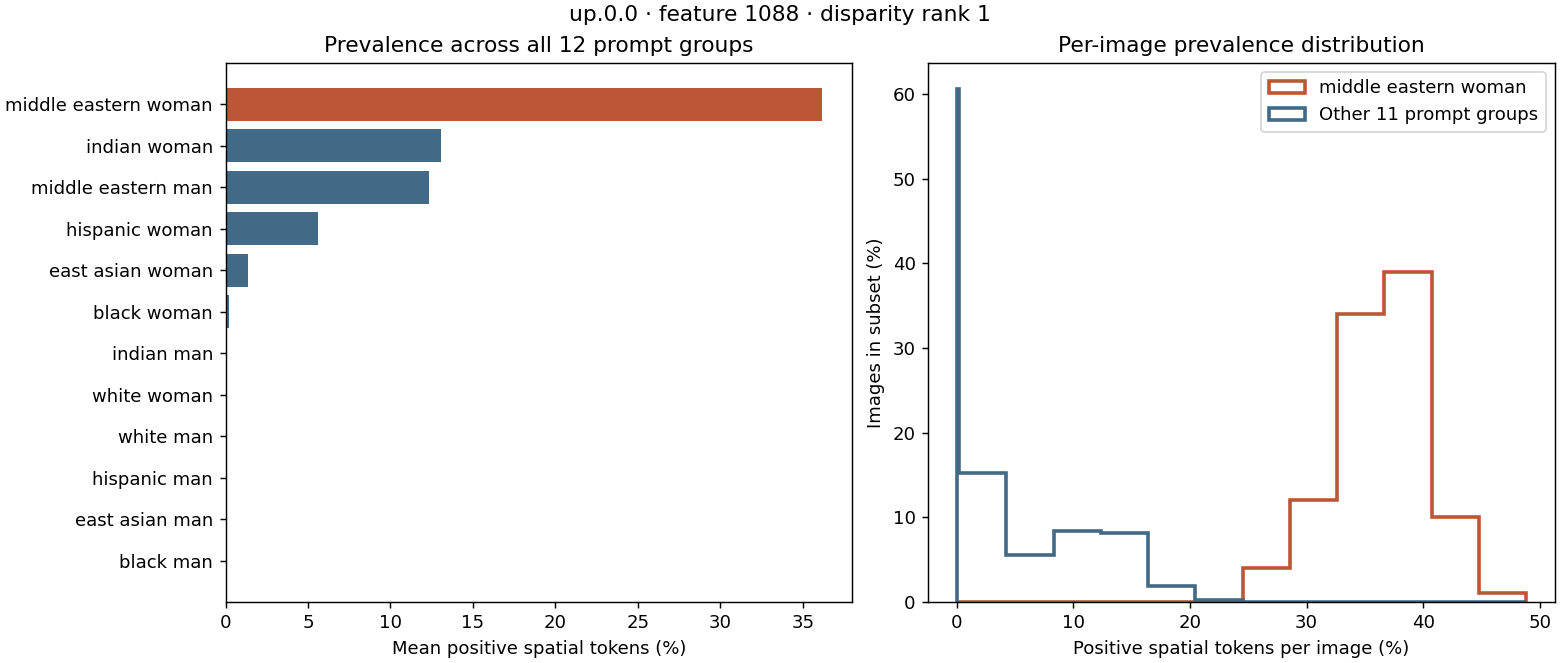 up.0.0 · feature 1088 · disparity rank 1
Prevalence across all 12 prompt groups
middle eastern woman
indian woman
middle eastern man
hispanic woman
east asian woman
black woman
indian man
white woman
white man
hispanic man
east asian man
black man
0 5 10 15 20 25 30 35
Mean positive spatial tokens (%)
Per-image prevalence distribution
middle eastern woman
Other 11 prompt groups
Images in subset (%)
60
50
40
30
20
10
0
0 10 20 30 40 50
Positive spatial tokens per image (%)